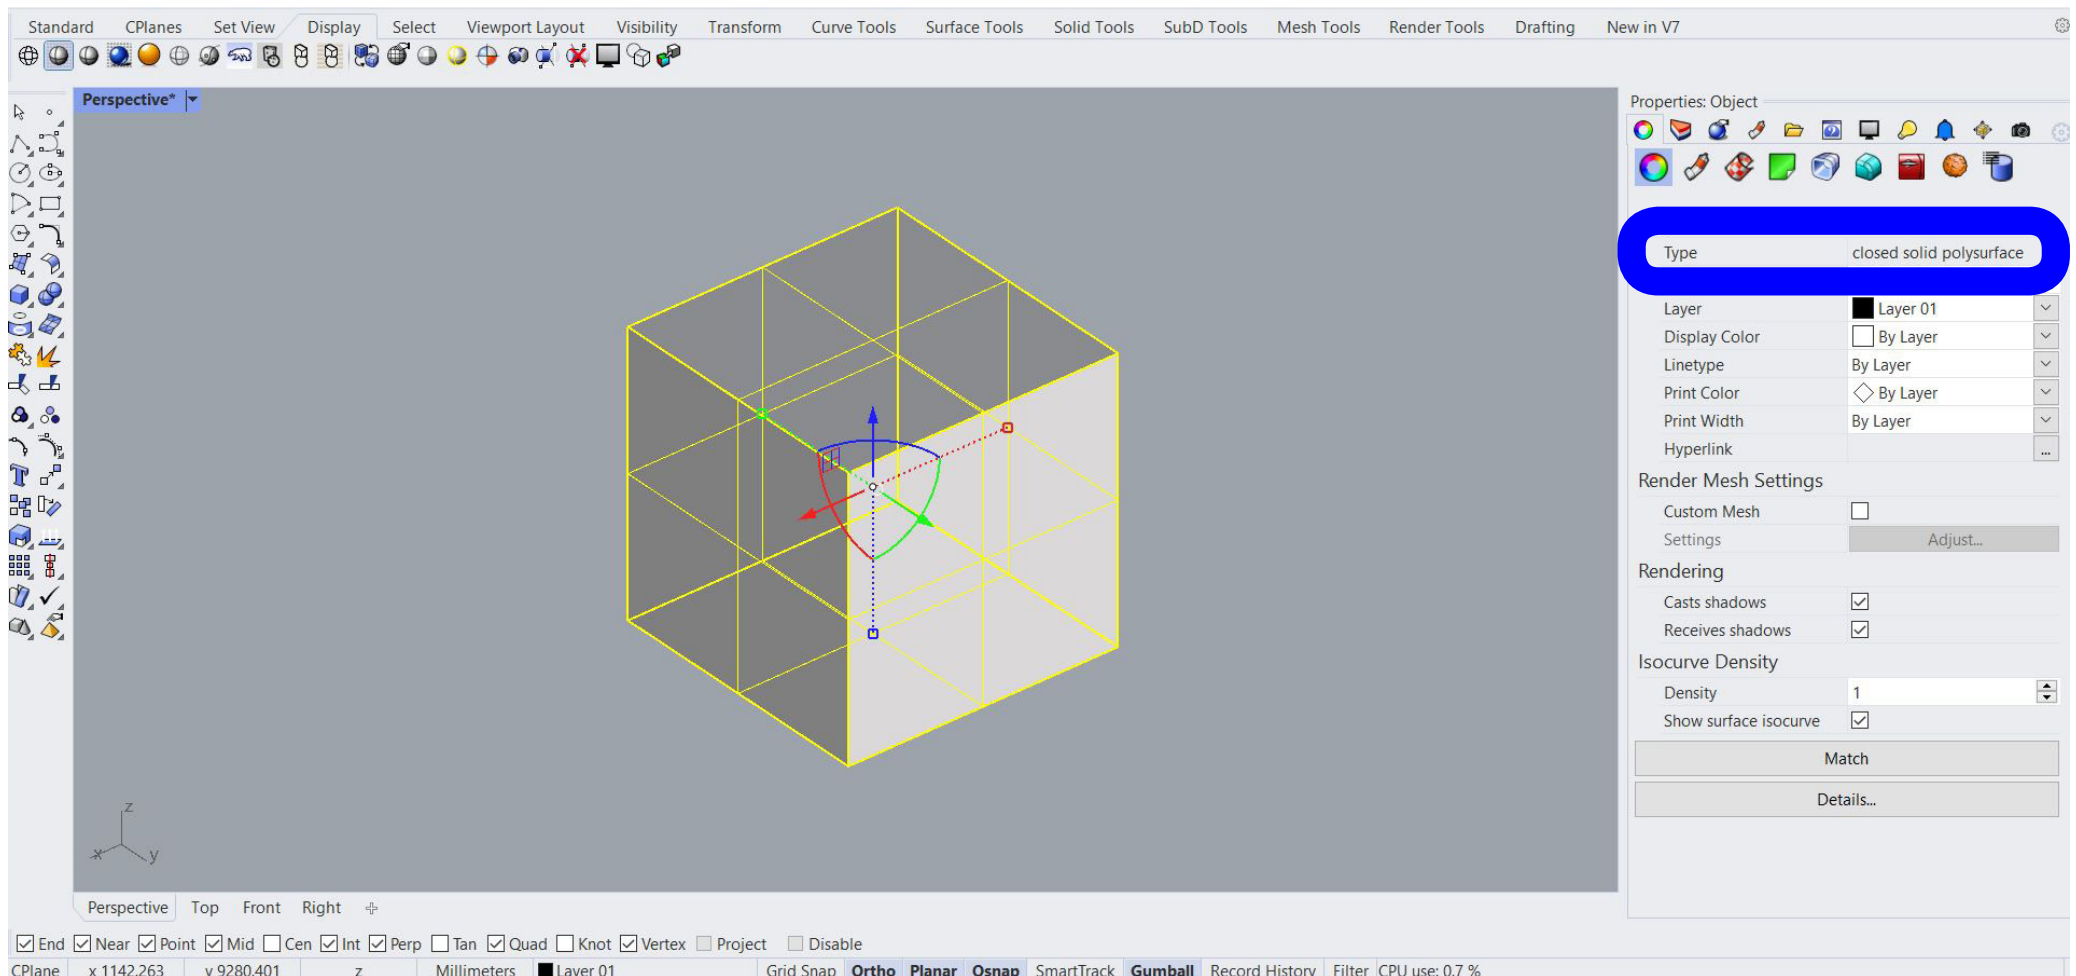 Standard CPlanes Set View Display Select Viewport Layout Visibility Transform Curve Tools Surface Tools Solid Tools SubD Tools Mesh Tools Render Tools Drafting New in V7
Perspective*
Properties: Object
Type closed solid polysurface
Layer Layer 01
Display Color By Layer
Linetype By Layer
Print Color By Layer
Print Width By Layer
Hyperlink ...
Render Mesh Settings
Custom Mesh
Settings Adjust...
Rendering
Casts shadows
Receives shadows
Isocurve Density
Density 1
Show surface isocurve
Match
Details...
z
x y
Perspective Top Front Right
End Near Point Mid Cen Int Perp Tan Quad Knot Vertex Project Disable
CPlane x 1142.263 y 9280.401 z Millimeters Layer 01 Grid Snap Ortho Planar Osnap SmartTrack Gumball Record History Filter CPU use: 0.7 %